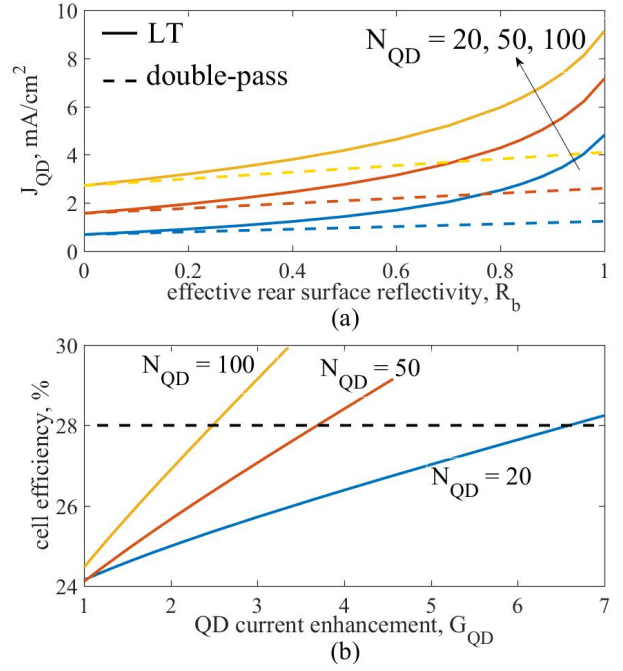 10
8
6
4
2
0
J_QD, mA/cm²
LT
double-pass
N_QD = 20, 50, 100
0
0.2
0.4
0.6
0.8
1
effective rear surface reflectivity, R_b
(a)
30
28
26
24
cell efficiency, %
N_QD = 100
N_QD = 50
N_QD = 20
1
2
3
4
5
6
7
QD current enhancement, G_QD
(b)